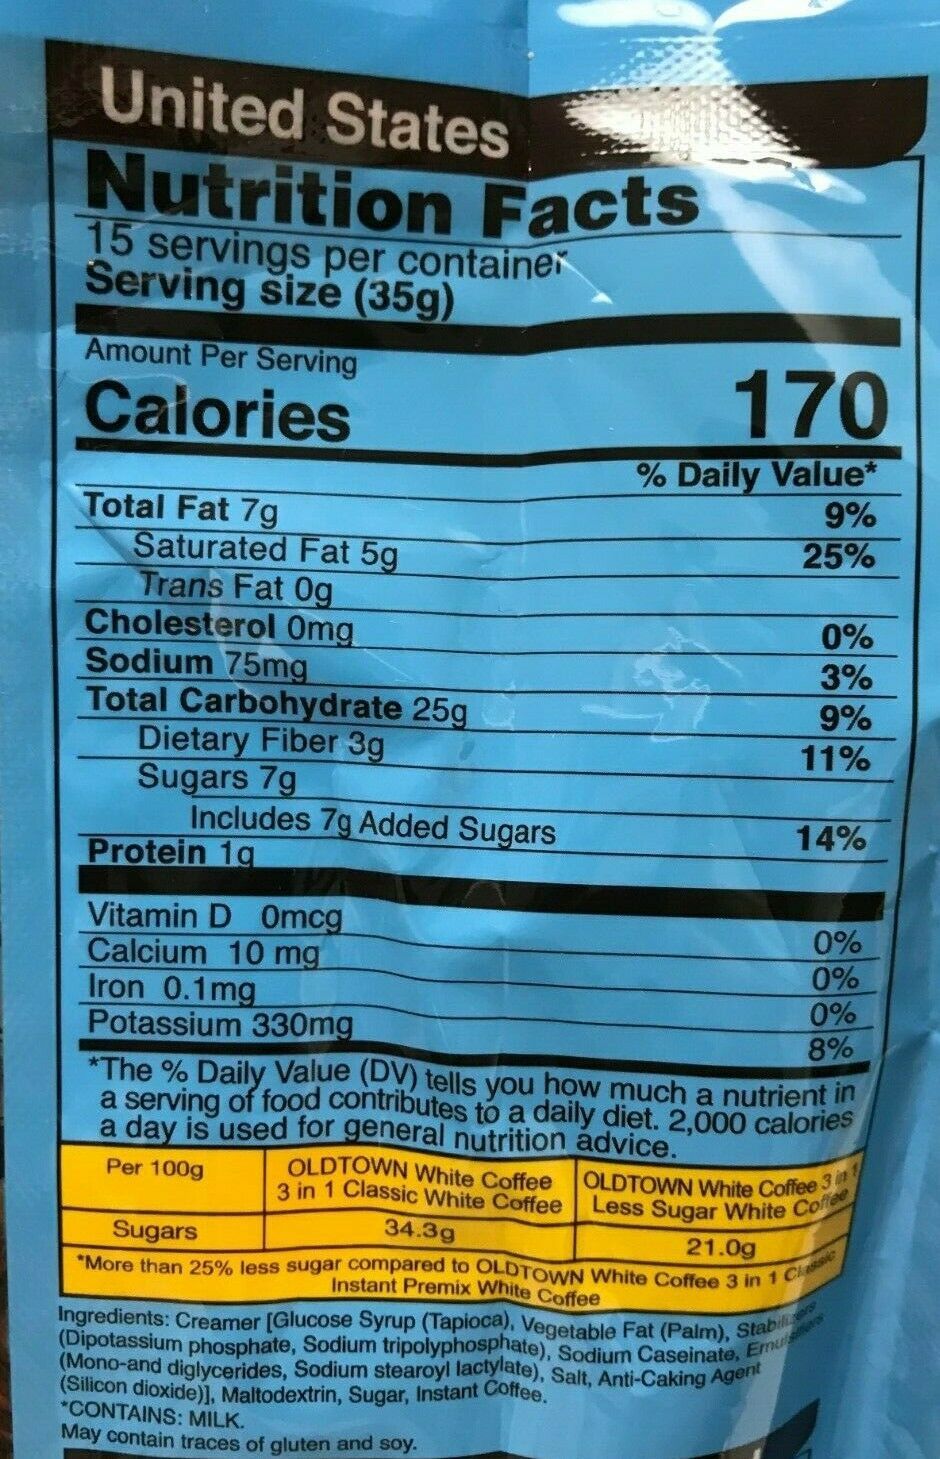 United States
Nutrition Facts
15 servings per container
Serving size (35g)
Amount Per Serving
Calories 170
% Daily Value*
Total Fat 7g 9%
Saturated Fat 5g 25%
Trans Fat 0g
Cholesterol 0mg 0%
Sodium 75mg 3%
Total Carbohydrate 25g 9%
Dietary Fiber 3g 11%
Sugars 7g
Includes 7g Added Sugars 14%
Protein 1g
Vitamin D 0mcg 0%
Calcium 10 mg 0%
Iron 0.1mg 0%
Potassium 330mg 8%
*The % Daily Value (DV) tells you how much a nutrient in
a serving of food contributes to a daily diet. 2,000 calories
a day is used for general nutrition advice.
Per 100g OLDTOWN White Coffee OLDTOWN White Coffee 3 in 1
3 in 1 Classic White Coffee Less Sugar White Coffee
Sugars 34.3g 21.0g
*More than 25% less sugar compared to OLDTOWN White Coffee 3 in 1 Classic
Instant Premix White Coffee
Ingredients: Creamer [Glucose Syrup (Tapioca), Vegetable Fat (Palm), Stabilizers
(Dipotassium phosphate, Sodium tripolyphosphate), Sodium Caseinate, Emulsifiers
(Mono-and diglycerides, Sodium stearoyl lactylate), Salt, Anti-Caking Agent
(Silicon dioxide)], Maltodextrin, Sugar, Instant Coffee.
*CONTAINS: MILK.
May contain traces of gluten and soy.